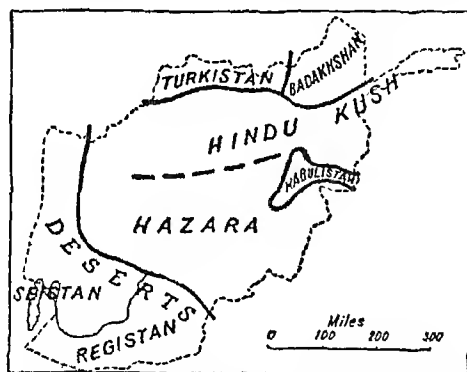 TURKISTAN
BADAKHSHAN
HINDU KUSH
KABULISTAN
HAZARA
DESERTS
SEISTAN
REGISTAN
Miles
0 100 200 300